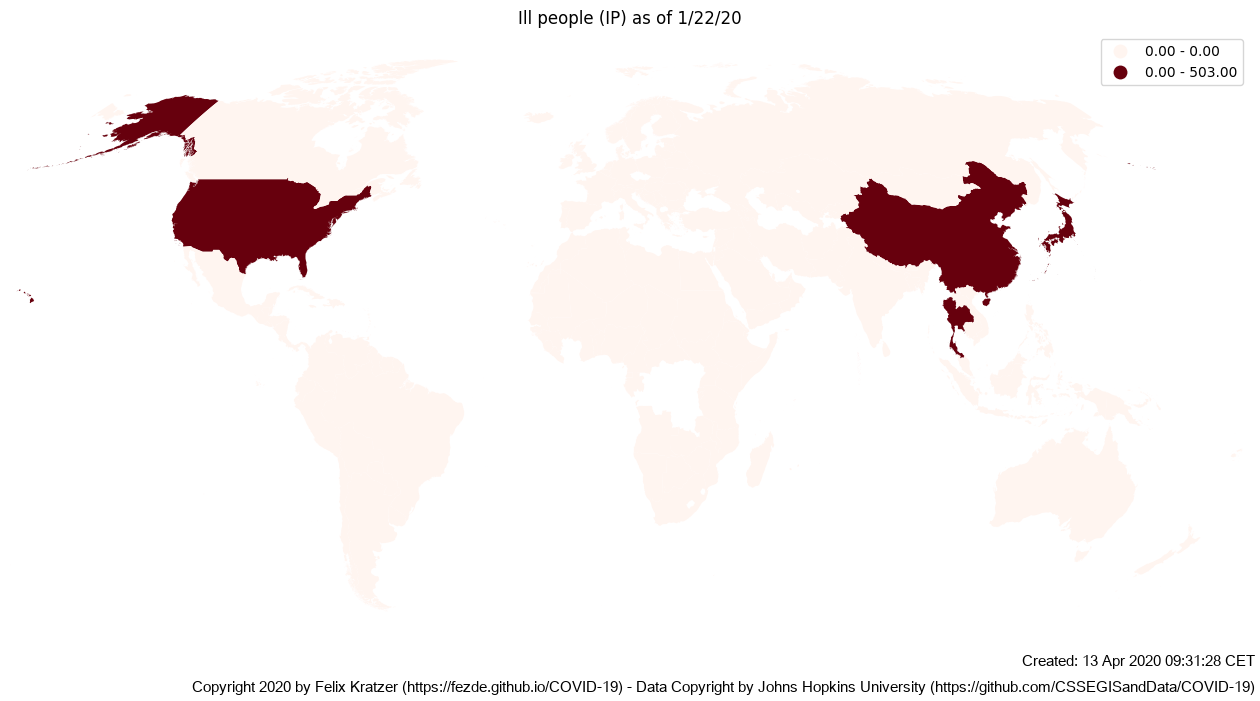 Ill people (IP) as of 1/22/20
0.00 - 0.00
0.00 - 503.00
Created: 13 Apr 2020 09:31:28 CET
Copyright 2020 by Felix Kratzer (https://fezde.github.io/COVID-19) - Data Copyright by Johns Hopkins University (https://github.com/CSSEGISandData/COVID-19)